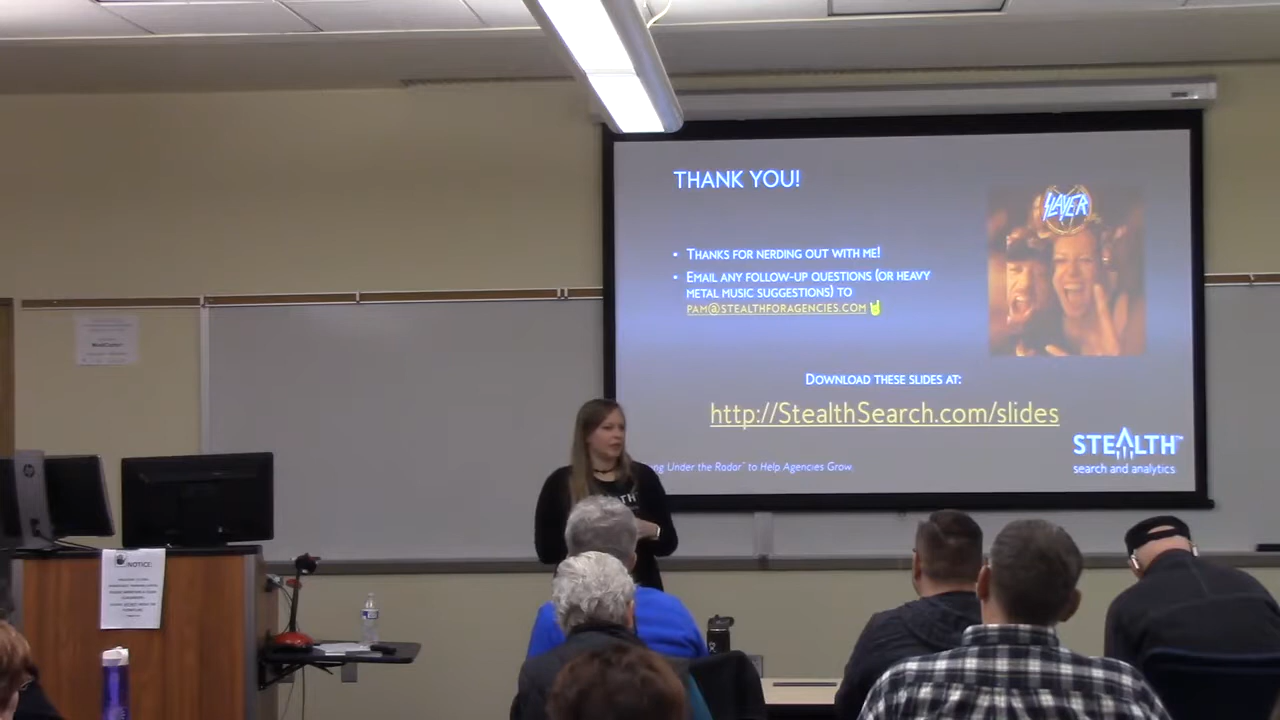 THANK YOU!
SLAYER
• THANKS FOR NERDING OUT WITH ME!
• EMAIL ANY FOLLOW-UP QUESTIONS (OR HEAVY
METAL MUSIC SUGGESTIONS) TO
PAM@STEALTHFORAGENCIES.COM 🤘
DOWNLOAD THESE SLIDES AT:
http://StealthSearch.com/slides
STEALTH™
search and analytics
Under the Radar" to Help Agencies Grow.
NOTICE:
hp